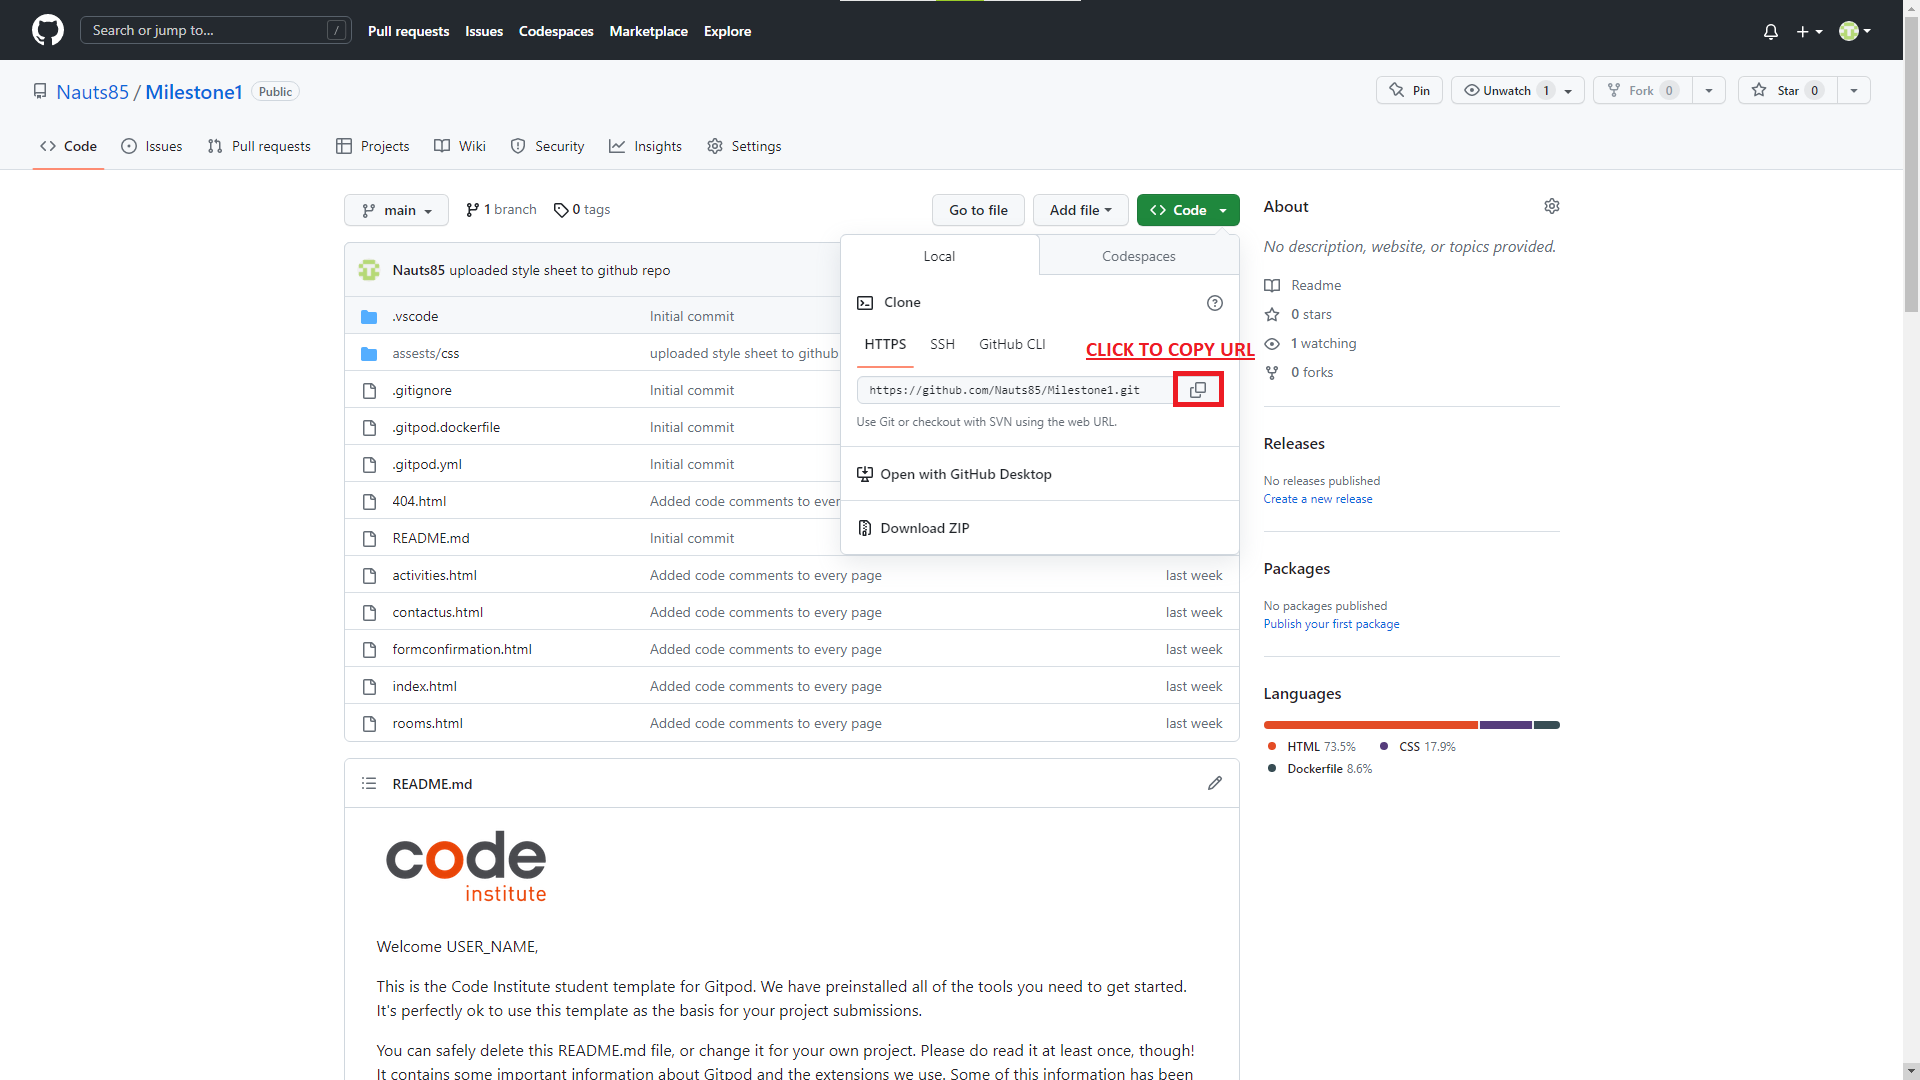 Search or jump to... /
Pull requests Issues Codespaces Marketplace Explore
Nauts85 / Milestone1 Public
Pin Unwatch 1 Fork 0 Star 0
Code Issues Pull requests Projects Wiki Security Insights Settings
main 1 branch 0 tags Go to file Add file Code
Nauts85 uploaded style sheet to github repo
.vscode Initial commit
assests/css uploaded style sheet to github
.gitignore Initial commit
.gitpod.dockerfile Initial commit
.gitpod.yml Initial commit
404.html Added code comments to ever
README.md Initial commit
activities.html Added code comments to every page last week
contactus.html Added code comments to every page last week
formconfirmation.html Added code comments to every page last week
index.html Added code comments to every page last week
rooms.html Added code comments to every page last week
Local Codespaces
Clone
HTTPS SSH GitHub CLI
CLICK TO COPY URL
https://github.com/Nauts85/Milestone1.git
Use Git or checkout with SVN using the web URL.
Open with GitHub Desktop
Download ZIP
About
No description, website, or topics provided.
Readme
0 stars
1 watching
0 forks
Releases
No releases published
Create a new release
Packages
No packages published
Publish your first package
Languages
HTML 73.5% CSS 17.9%
Dockerfile 8.6%
README.md
code
institute
Welcome USER_NAME,
This is the Code Institute student template for Gitpod. We have preinstalled all of the tools you need to get started.
It's perfectly ok to use this template as the basis for your project submissions.
You can safely delete this README.md file, or change it for your own project. Please do read it at least once, though!
It contains some important information about Gitpod and the extensions we use. Some of this information has been